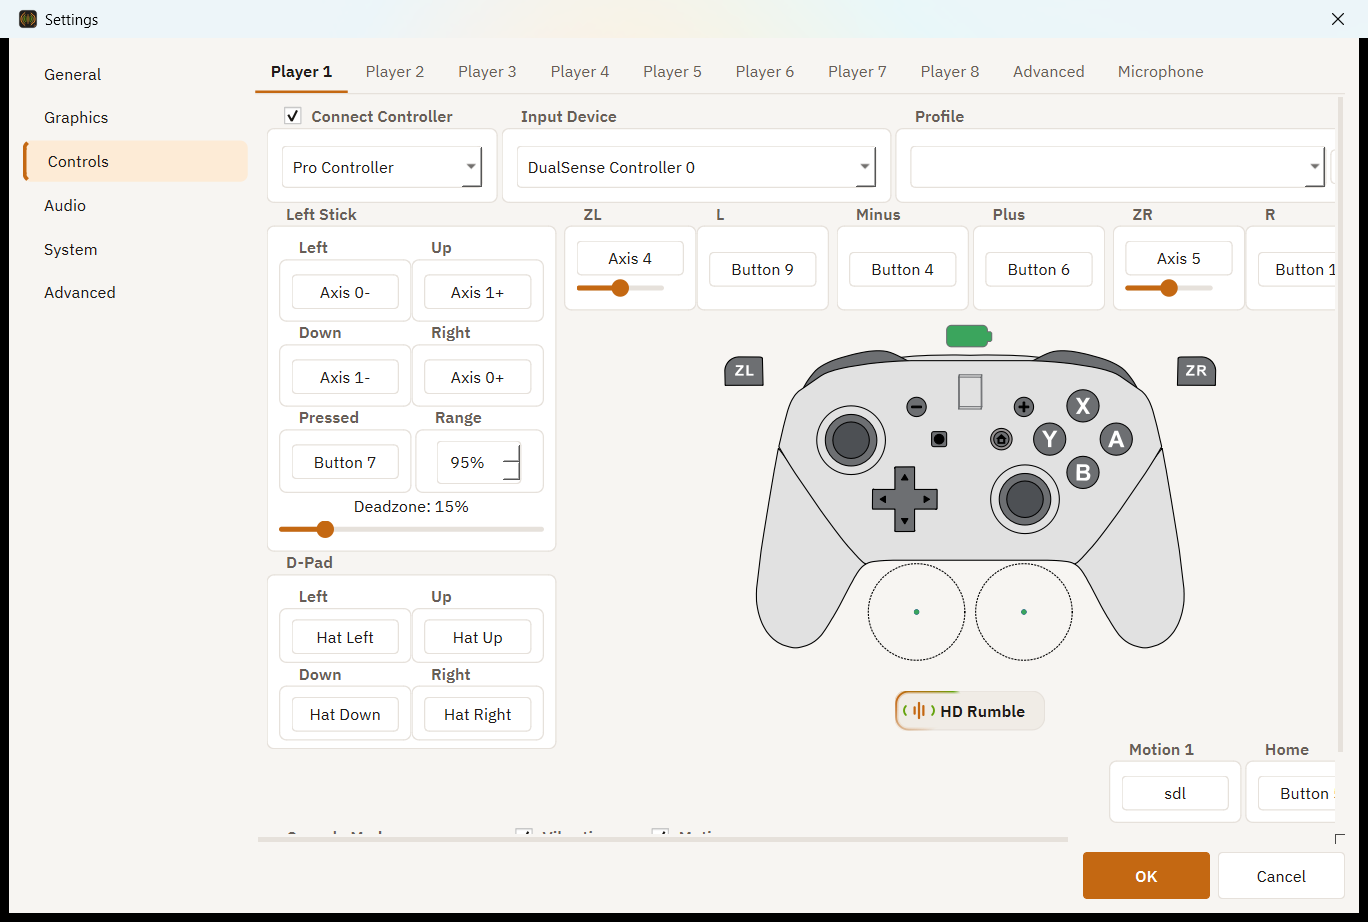 Settings
General
Graphics
Controls
Audio
System
Advanced
Player 1 Player 2 Player 3 Player 4 Player 5 Player 6 Player 7 Player 8 Advanced Microphone
Connect Controller Input Device Profile
Pro Controller DualSense Controller 0
Left Stick ZL L Minus Plus ZR R
Left Up
Axis 4 Button 9 Button 4 Button 6 Axis 5 Button 1
Axis 0- Axis 1+
Down Right
Axis 1- Axis 0+
Pressed Range
Button 7 95%
Deadzone: 15%
D-Pad
Left Up
Hat Left Hat Up
Down Right
Hat Down Hat Right
ZL ZR
X
Y A
B
HD Rumble
Motion 1 Home
sdl Button
OK Cancel